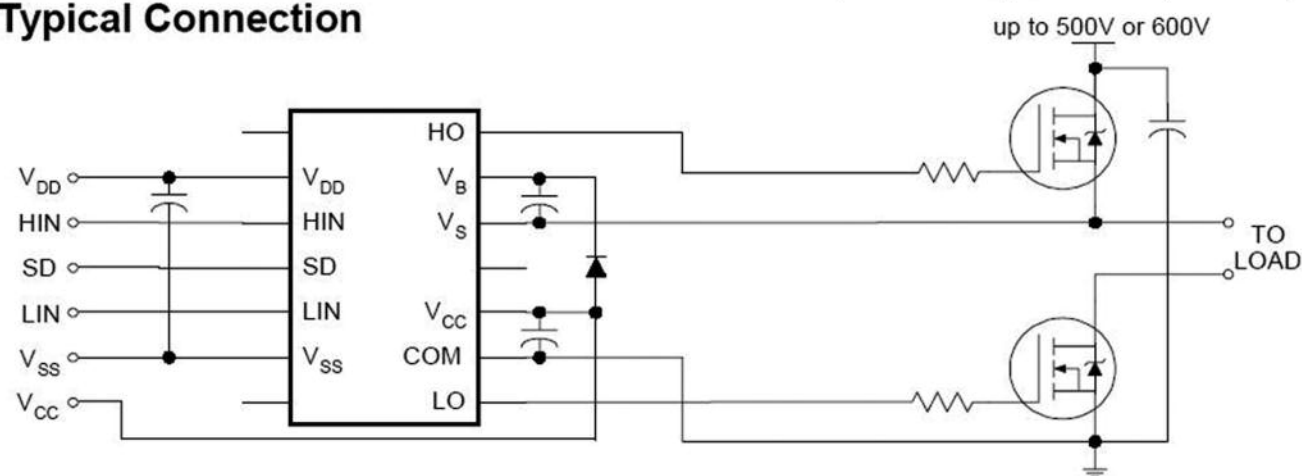 Typical Connection
up to 500V or 600V
HO
VDD VDD VB
HIN HIN VS
SD SD
TO
LOAD
LIN LIN VCC
VSS VSS COM
VCC LO